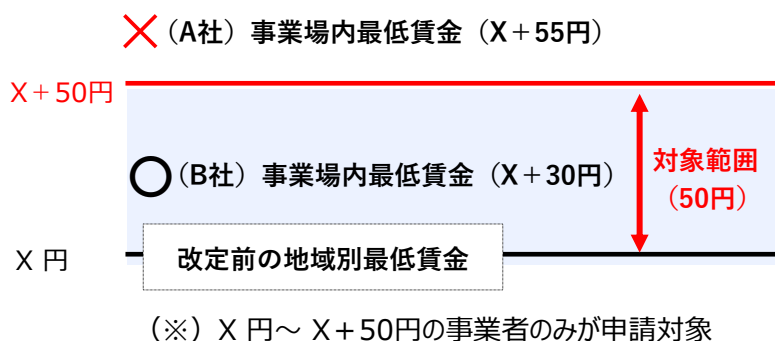 ×（A社）事業場内最低賃金（X＋55円）
X＋50円
○（B社）事業場内最低賃金（X＋30円）
対象範囲
（50円）
X 円
改定前の地域別最低賃金
（※）X 円～ X＋50円の事業者のみが申請対象